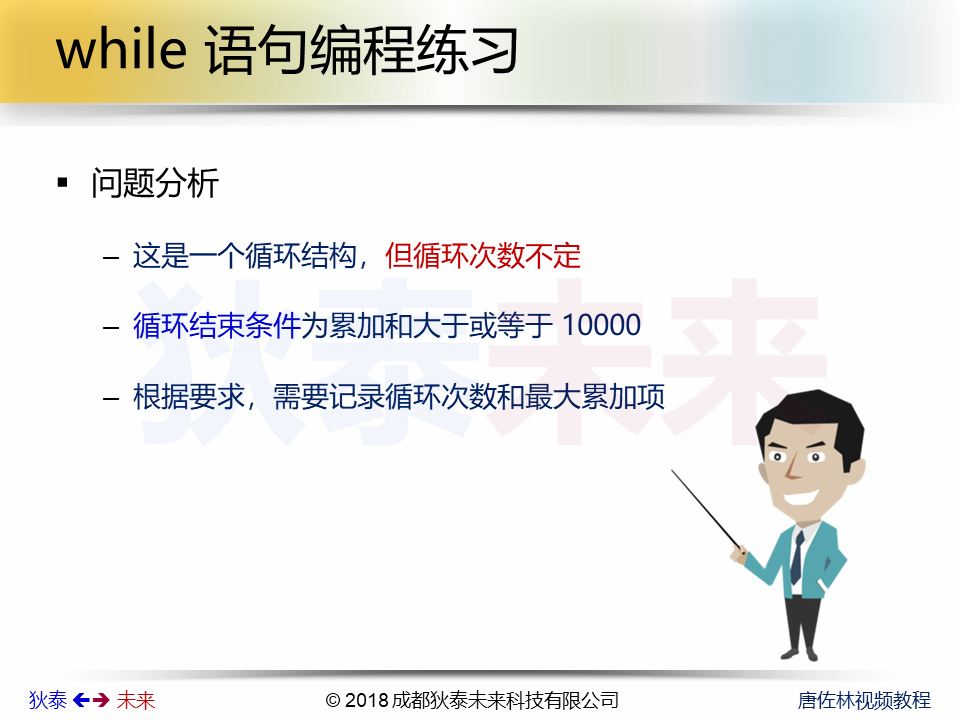 while 语句编程练习
▪ 问题分析
– 这是一个循环结构，但循环次数不定
– 循环结束条件为累加和大于或等于 10000
– 根据要求，需要记录循环次数和最大累加项
狄泰未来
狄泰 🡸🡺 未来
© 2018 成都狄泰未来科技有限公司
唐佐林视频教程